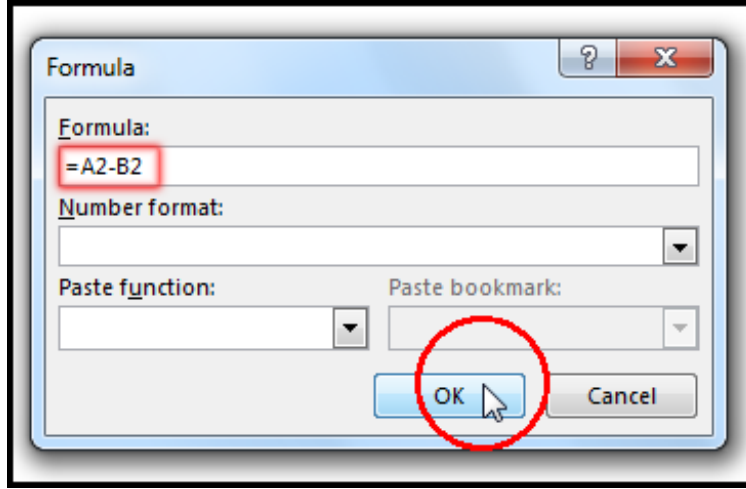 Formula
Formula:
=A2-B2
Number format:
Paste function: Paste bookmark:
OK Cancel